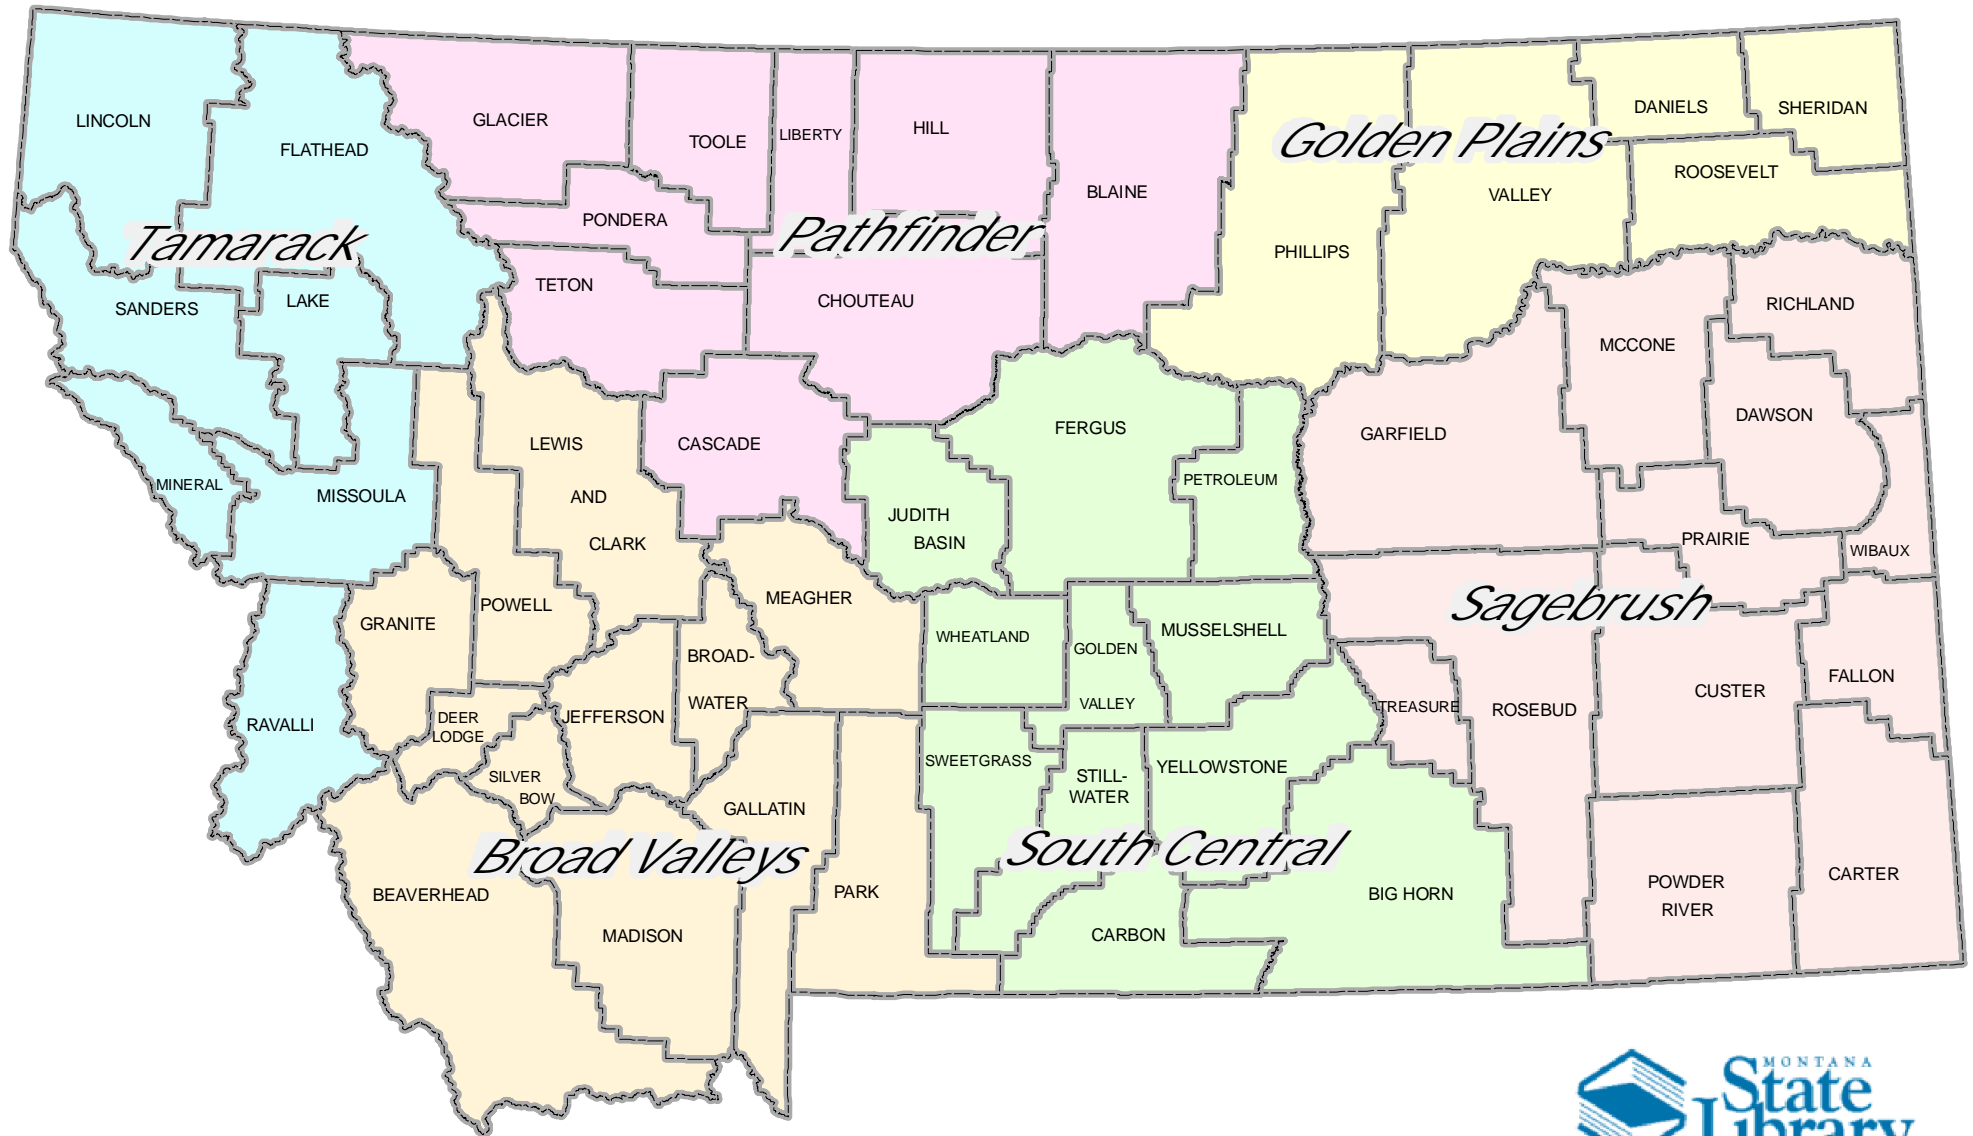 LINCOLN
FLATHEAD
GLACIER
TOOLE
LIBERTY
HILL
BLAINE
Golden Plains
DANIELS
SHERIDAN
ROOSEVELT
VALLEY
PHILLIPS
PONDERA
Pathfinder
Tamarack
TETON
CHOUTEAU
SANDERS
LAKE
RICHLAND
MCCONE
DAWSON
GARFIELD
FERGUS
PETROLEUM
CASCADE
LEWIS
AND
CLARK
MINERAL
MISSOULA
JUDITH
BASIN
PRAIRIE
WIBAUX
MEAGHER
POWELL
GRANITE
WHEATLAND
GOLDEN
VALLEY
MUSSELSHELL
Sagebrush
BROAD-
WATER
FALLON
CUSTER
TREASURE
ROSEBUD
RAVALLI
DEER
LODGE
JEFFERSON
SILVER
BOW
SWEETGRASS
STILL-
WATER
YELLOWSTONE
GALLATIN
Broad Valleys
South Central
BEAVERHEAD
PARK
BIG HORN
POWDER
RIVER
CARTER
MADISON
CARBON
MONTANA
State
Library